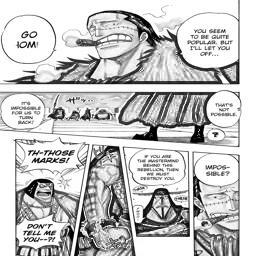 YOU SEEM
TO BE QUITE
POPULAR. BUT
I'LL LET YOU
OFF...
GO
HOM!
THAT'S
NOT
POSSIBLE.
IT'S
IMPOSSIBLE
FOR US
TO TURN
BACK!
?
IMPOS-
SIBLE?
IF YOU ARE
THE MASTERMIND
BEHIND THIS
REBELLION, THEN
WE MUST
DESTROY YOU.
TH-THOSE
MARKS!
DON'T
TELL ME
YOU--?!